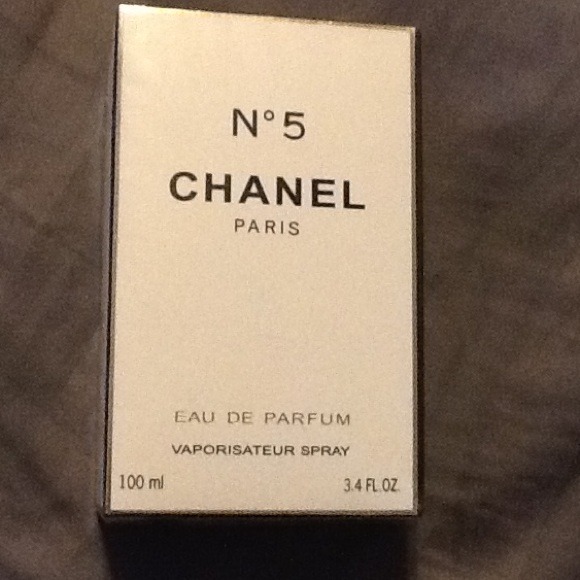 N°5
CHANEL
PARIS
EAU DE PARFUM
VAPORISATEUR SPRAY
100 ml 3.4 FL.OZ.